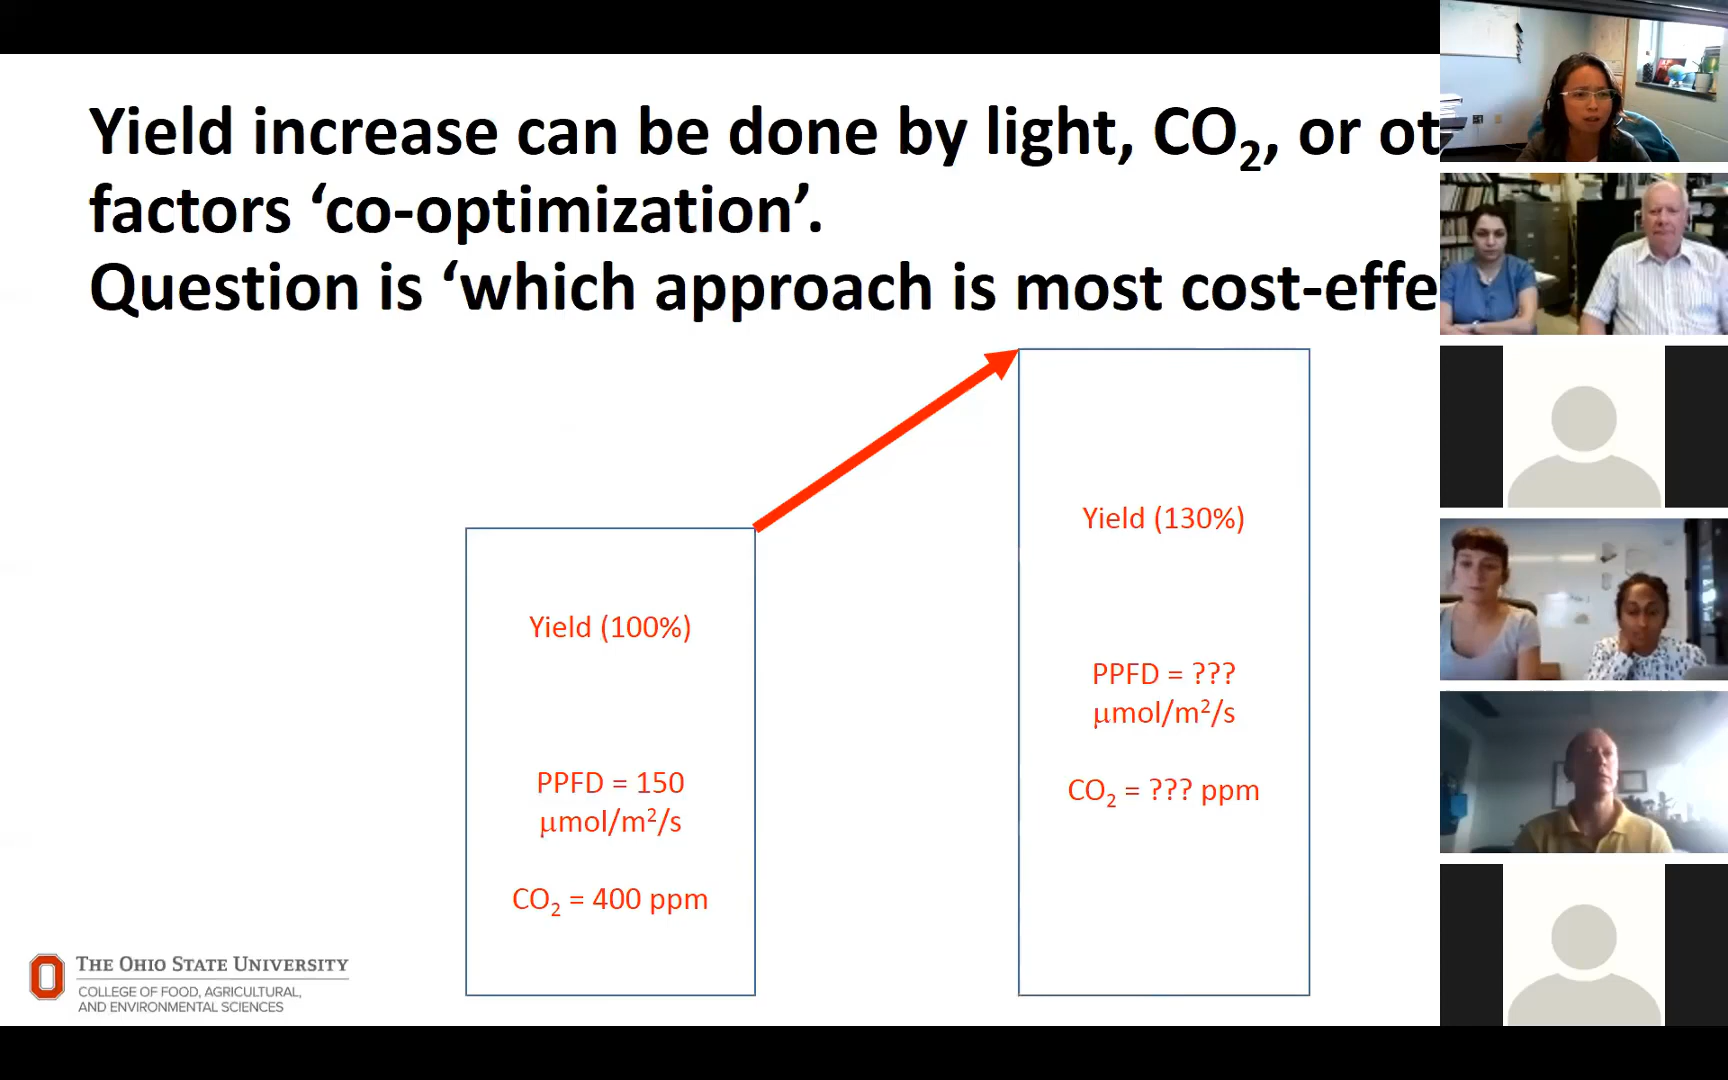 Yield increase can be done by light, CO₂, or ot
factors ‘co-optimization’.
Question is ‘which approach is most cost-effe
Yield (100%)
PPFD = 150
μmol/m²/s
CO₂ = 400 ppm
Yield (130%)
PPFD = ???
μmol/m²/s
CO₂ = ??? ppm
THE OHIO STATE UNIVERSITY
COLLEGE OF FOOD, AGRICULTURAL,
AND ENVIRONMENTAL SCIENCES